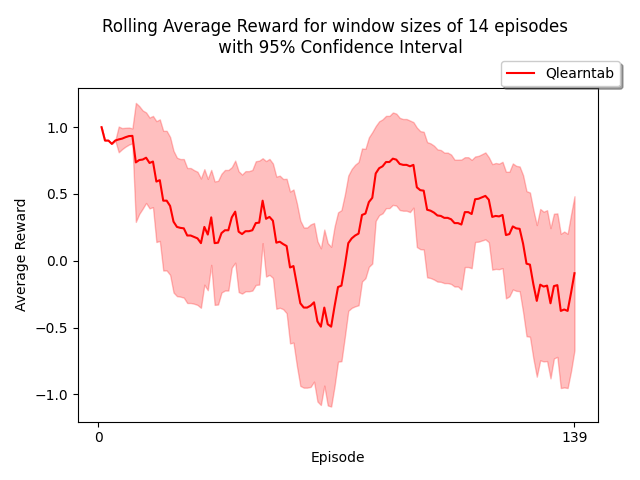 Rolling Average Reward for window sizes of 14 episodes
with 95% Confidence Interval
Qlearntab
1.0
0.5
0.0
−0.5
−1.0
Average Reward
0
139
Episode